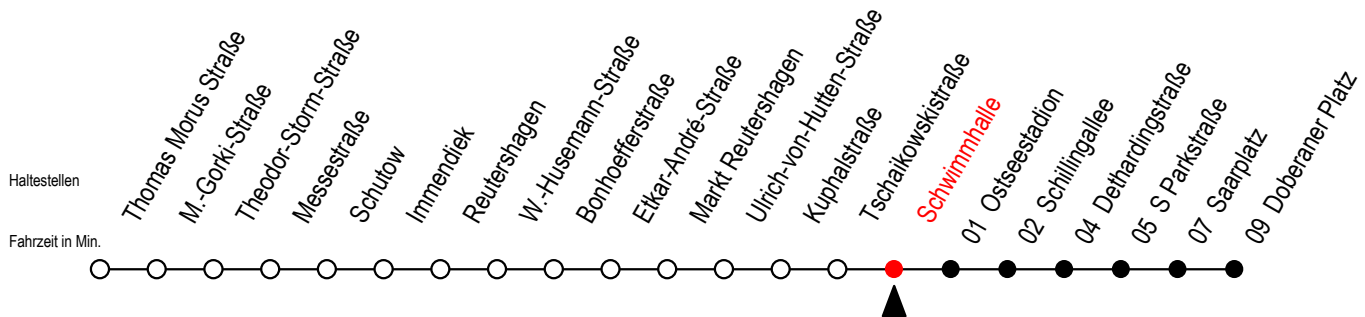 Haltestellen
Fahrzeit in Min.
Thomas Morus Straße
M.-Gorki-Straße
Theodor-Storm-Straße
Messestraße
Schutow
Immendiek
Reutershagen
W.-Husemann-Straße
Bonhoefferstraße
Etkar-André-Straße
Markt Reutershagen
Ulrich-von-Hutten-Straße
Kuphalstraße
Tschaikowskistraße
Schwimmhalle
01 Ostseestadion
02 Schillingallee
04 Dethardingstraße
05 S Parkstraße
07 Saarplatz
09 Doberaner Platz